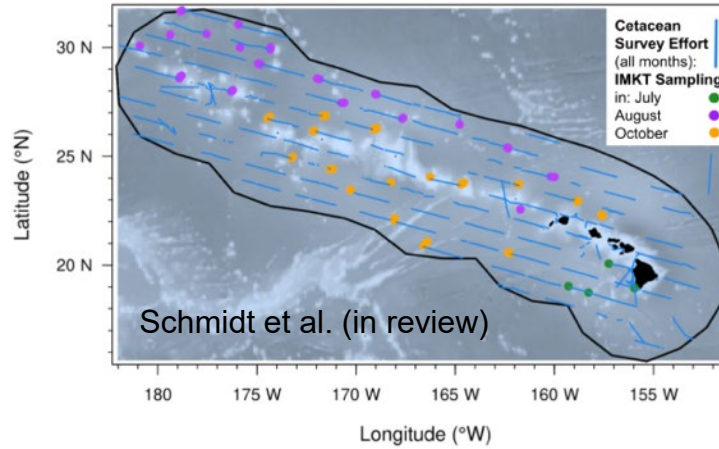 Cetacean
Survey Effort
(all months):
IMKT Sampling
in: July
August
October
30 N
25 N
20 N
Latitude (°N)
Schmidt et al. (in review)
180
175 W
170 W
165 W
160 W
155 W
Longitude (°W)